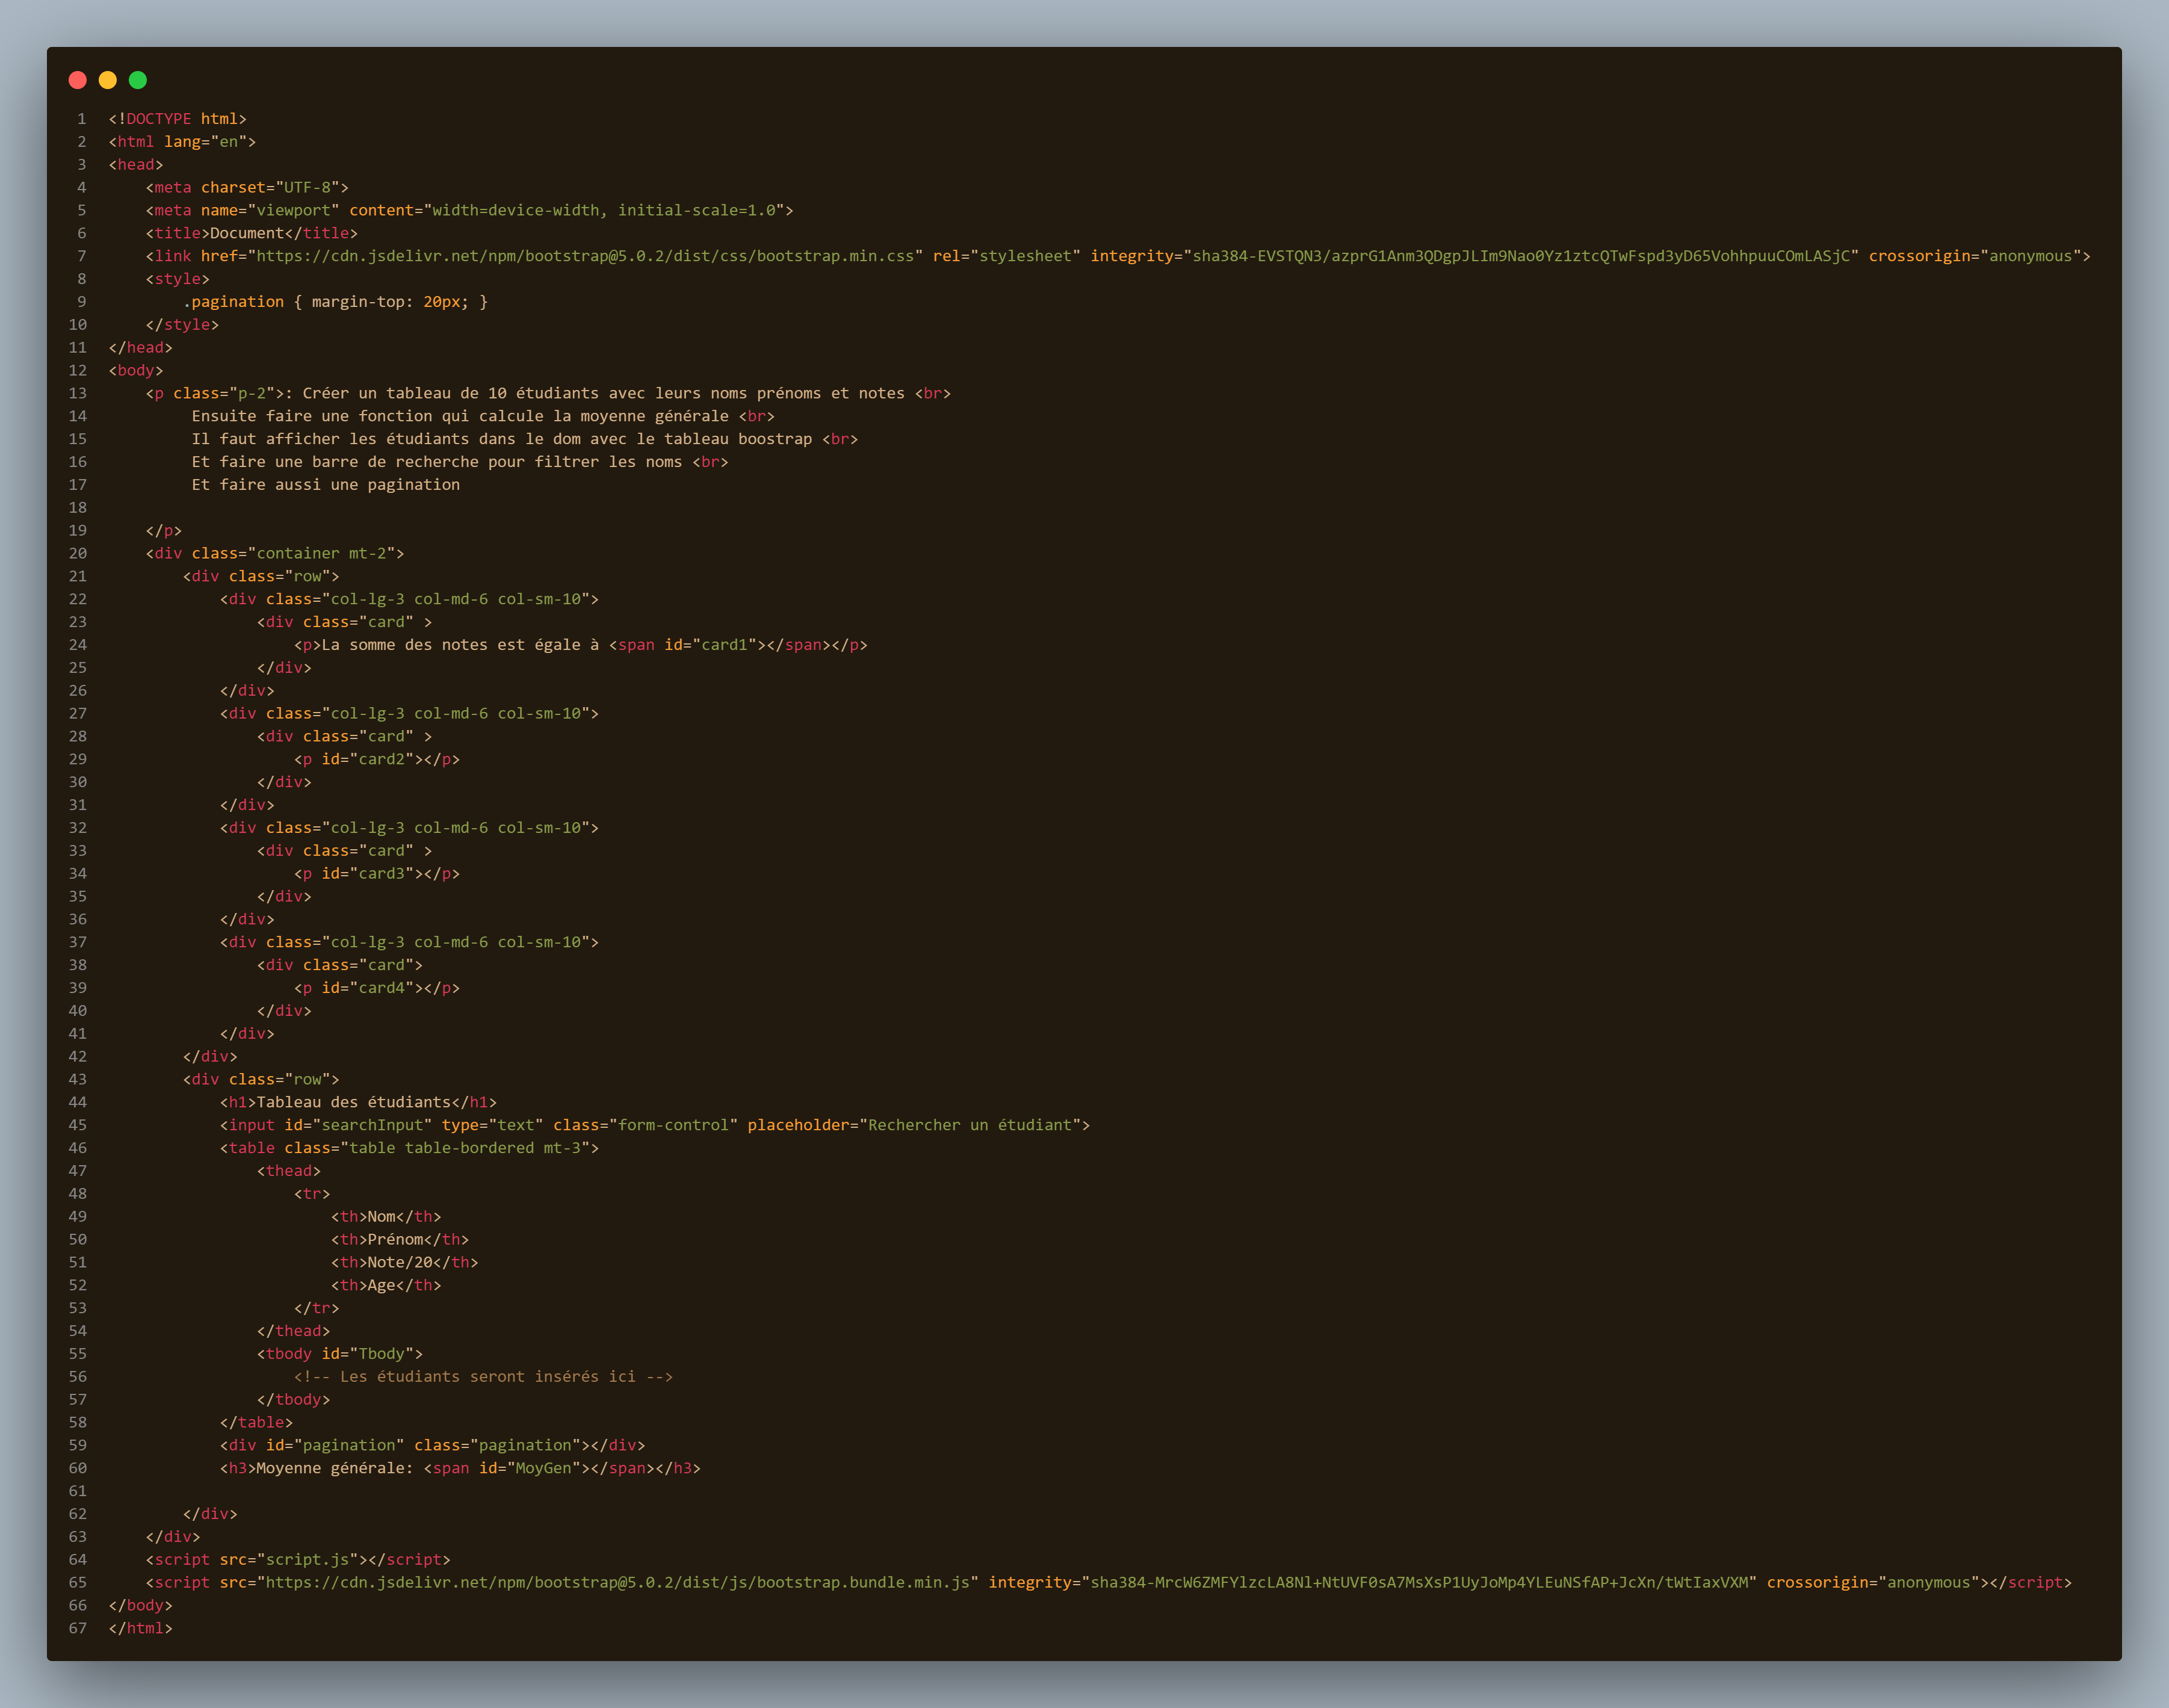 1 <!DOCTYPE html>
2 <html lang="en">
3 <head>
4     <meta charset="UTF-8">
5     <meta name="viewport" content="width=device-width, initial-scale=1.0">
6     <title>Document</title>
7     <link href="https://cdn.jsdelivr.net/npm/bootstrap@5.0.2/dist/css/bootstrap.min.css" rel="stylesheet" integrity="sha384-EVSTQN3/azprG1Anm3QDgpJLIm9Nao0Yz1ztcQTwFspd3yD65VohhpuuCOmLASjC" crossorigin="anonymous">
8     <style>
9         .pagination { margin-top: 20px; }
10     </style>
11 </head>
12 <body>
13     <p class="p-2">: Créer un tableau de 10 étudiants avec leurs noms prénoms et notes <br>
14          Ensuite faire une fonction qui calcule la moyenne générale <br>
15          Il faut afficher les étudiants dans le dom avec le tableau boostrap <br>
16          Et faire une barre de recherche pour filtrer les noms <br>
17          Et faire aussi une pagination
18
19     </p>
20     <div class="container mt-2">
21         <div class="row">
22             <div class="col-lg-3 col-md-6 col-sm-10">
23                 <div class="card" >
24                     <p>La somme des notes est égale à <span id="card1"></span></p>
25                 </div>
26             </div>
27             <div class="col-lg-3 col-md-6 col-sm-10">
28                 <div class="card" >
29                     <p id="card2"></p>
30                 </div>
31             </div>
32             <div class="col-lg-3 col-md-6 col-sm-10">
33                 <div class="card" >
34                     <p id="card3"></p>
35                 </div>
36             </div>
37             <div class="col-lg-3 col-md-6 col-sm-10">
38                 <div class="card">
39                     <p id="card4"></p>
40                 </div>
41             </div>
42         </div>
43         <div class="row">
44             <h1>Tableau des étudiants</h1>
45             <input id="searchInput" type="text" class="form-control" placeholder="Rechercher un étudiant">
46             <table class="table table-bordered mt-3">
47                 <thead>
48                     <tr>
49                         <th>Nom</th>
50                         <th>Prénom</th>
51                         <th>Note/20</th>
52                         <th>Age</th>
53                     </tr>
54                 </thead>
55                 <tbody id="Tbody">
56                     <!-- Les étudiants seront insérés ici -->
57                 </tbody>
58             </table>
59             <div id="pagination" class="pagination"></div>
60             <h3>Moyenne générale: <span id="MoyGen"></span></h3>
61
62         </div>
63     </div>
64     <script src="script.js"></script>
65     <script src="https://cdn.jsdelivr.net/npm/bootstrap@5.0.2/dist/js/bootstrap.bundle.min.js" integrity="sha384-MrcW6ZMFYlzcLA8Nl+NtUVF0sA7MsXsP1UyJoMp4YLEuNSfAP+JcXn/tWtIaxVXM" crossorigin="anonymous"></script>
66 </body>
67 </html>